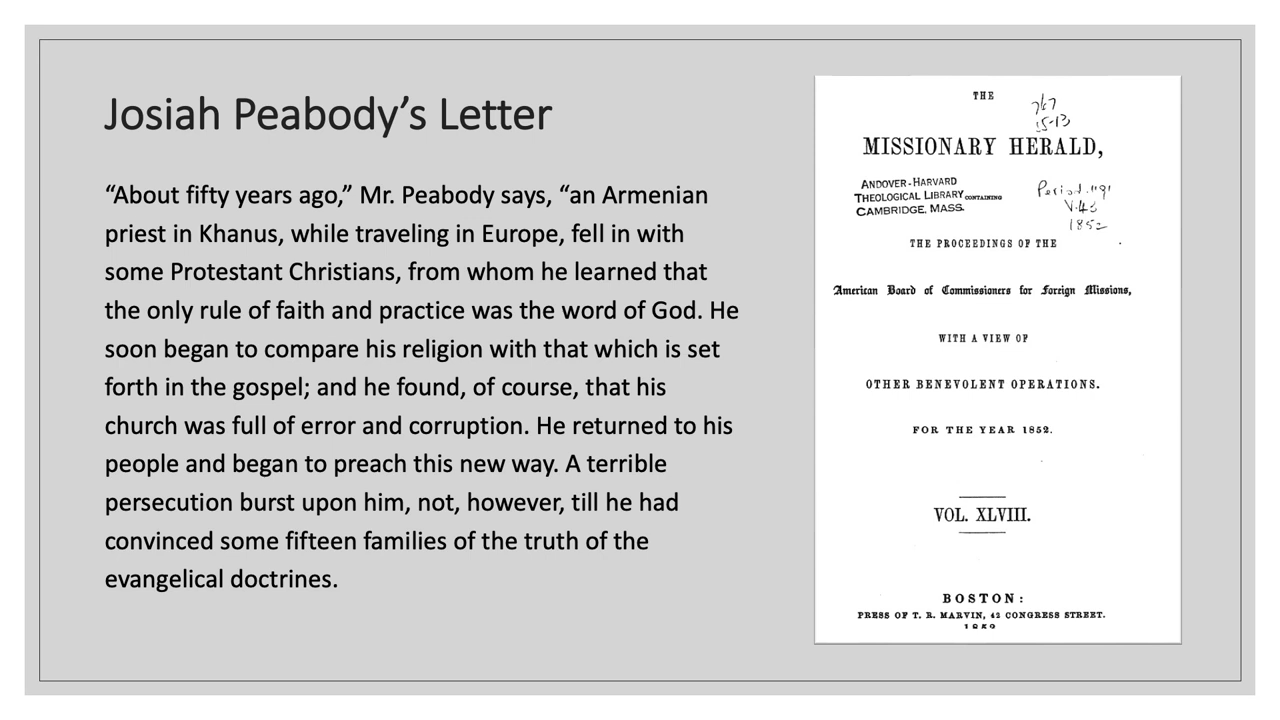 Josiah Peabody’s Letter
“About fifty years ago,” Mr. Peabody says, “an Armenian
priest in Khanus, while traveling in Europe, fell in with
some Protestant Christians, from whom he learned that
the only rule of faith and practice was the word of God. He
soon began to compare his religion with that which is set
forth in the gospel; and he found, of course, that his
church was full of error and corruption. He returned to his
people and began to preach this new way. A terrible
persecution burst upon him, not, however, till he had
convinced some fifteen families of the truth of the
evangelical doctrines.
THE
MISSIONARY HERALD,
ANDOVER-HARVARD
THEOLOGICAL LIBRARY
CAMBRIDGE, MASS.
CONTAINING
1852
THE PROCEEDINGS OF THE
American Board of Commissioners for Foreign Missions,
WITH A VIEW OF
OTHER BENEVOLENT OPERATIONS.
FOR THE YEAR 1852.
VOL. XLVIII.
BOSTON:
PRESS OF T. R. MARVIN, 42 CONGRESS STREET.